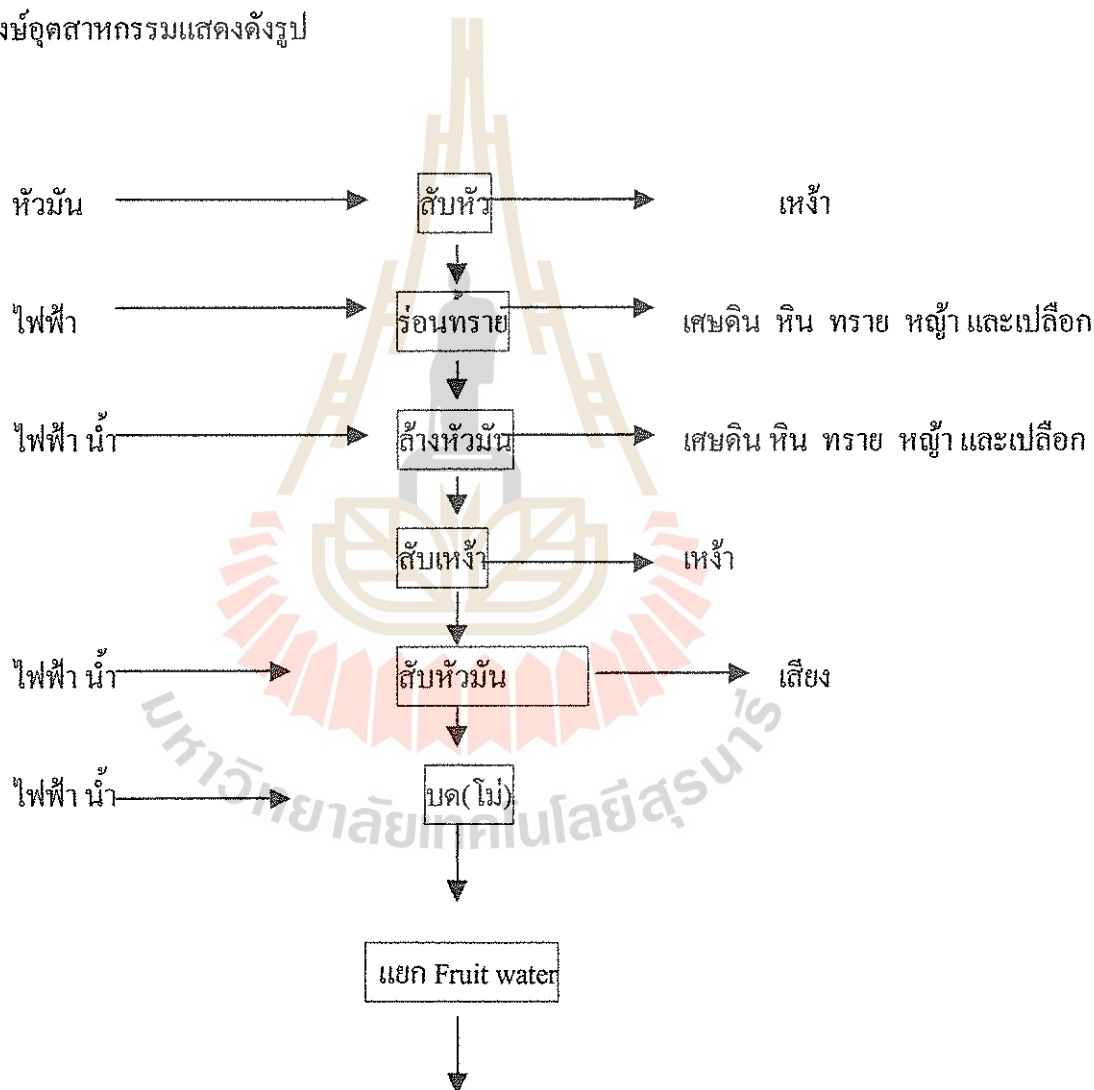 งษ์อุตสาหกรรมแสดงดังรูป
หัวมัน สับหัว เหง้า
ไฟฟ้า ร่อนทราย เศษดิน หิน ทราย หญ้า และเปลือก
ไฟฟ้า น้ำ ล้างหัวมัน เศษดิน หิน ทราย หญ้า และเปลือก
สับเหง้า เหง้า
ไฟฟ้า น้ำ สับหัวมัน เสียง
ไฟฟ้า น้ำ บด(โม่)
มหาวิทยาลัยเทคโนโลยีสุรนารี
แยก Fruit water